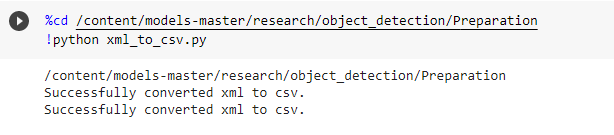 %cd /content/models-master/research/object_detection/Preparation
!python xml_to_csv.py
/content/models-master/research/object_detection/Preparation
Successfully converted xml to csv.
Successfully converted xml to csv.